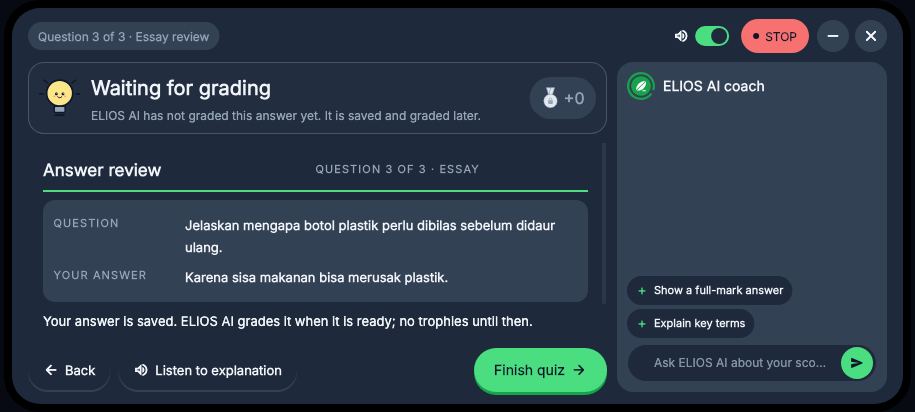 Question 3 of 3 · Essay review
STOP
Waiting for grading
ELIOS AI has not graded this answer yet. It is saved and graded later.
+0
ELIOS AI coach
Answer review
QUESTION 3 OF 3 · ESSAY
QUESTION
Jelaskan mengapa botol plastik perlu dibilas sebelum didaur
ulang.
YOUR ANSWER
Karena sisa makanan bisa merusak plastik.
Your answer is saved. ELIOS AI grades it when it is ready; no trophies until then.
+ Show a full-mark answer
+ Explain key terms
Ask ELIOS AI about your sco...
Back
Listen to explanation
Finish quiz